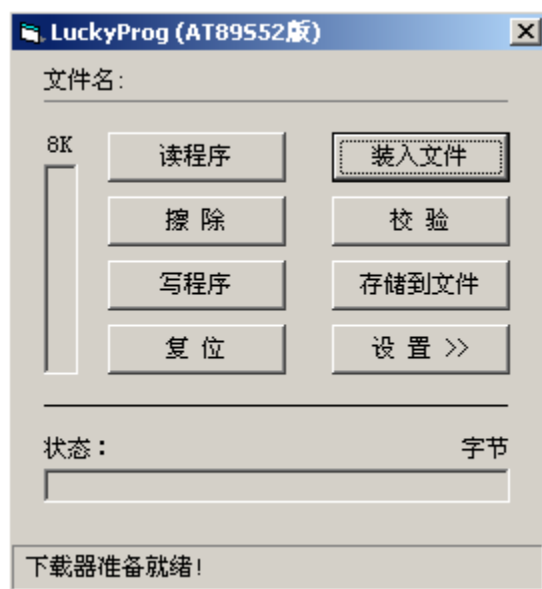 LuckyProg (AT89S52版)
文件名:
8K
读程序
装入文件
擦 除
校 验
写程序
存储到文件
复 位
设 置 >>
状态：
字节
下载器准备就绪!